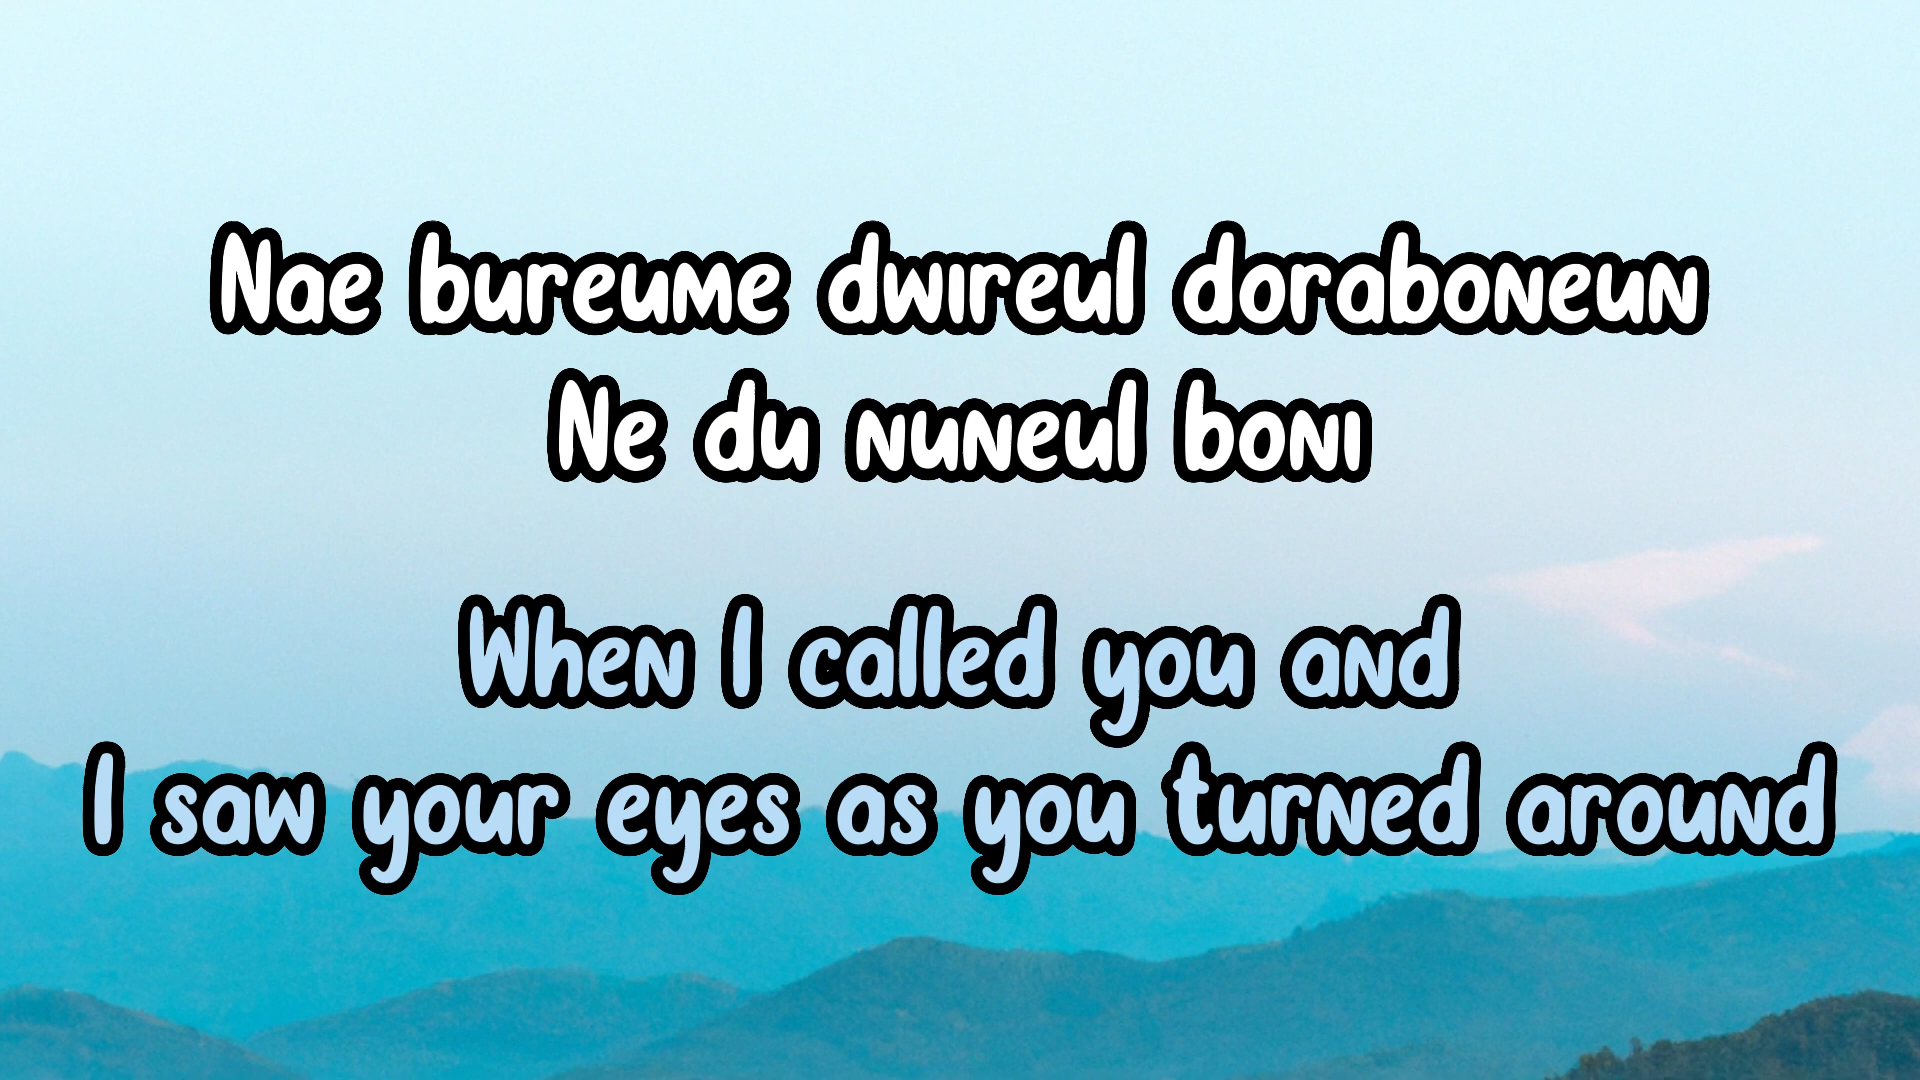 Nae bureume dwireul doraboneun
Ne du nuneul boni
When I called you and
I saw your eyes as you turned around